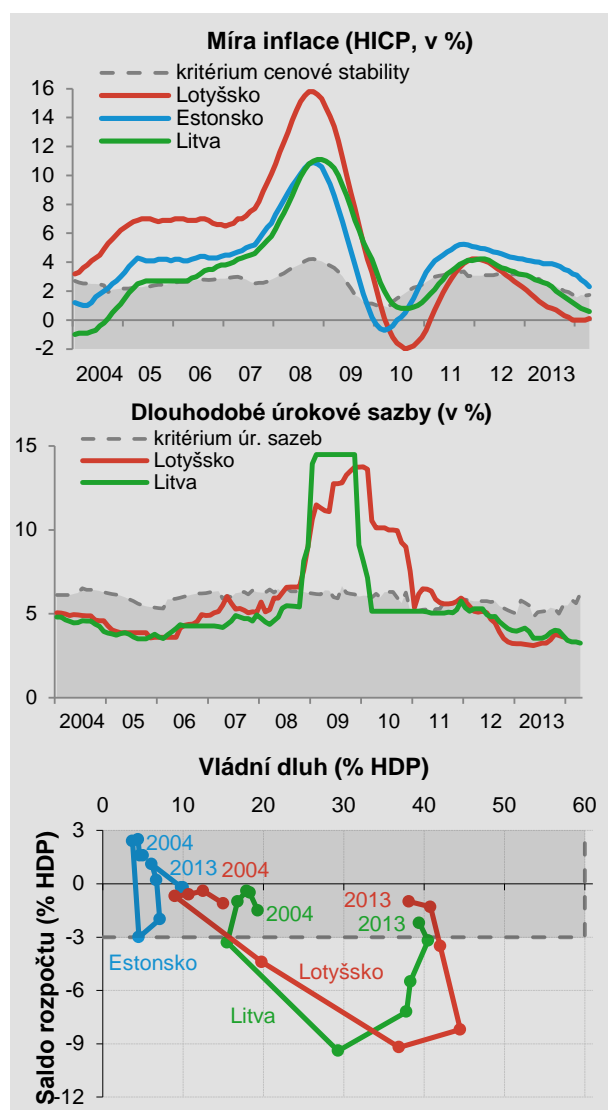 Míra inflace (HICP, v %)
kritérium cenové stability
Lotyšsko
Estonsko
Litva
16
14
12
10
8
6
4
2
0
-2
2004 05 06 07 08 09 10 11 12 2013
Dlouhodobé úrokové sazby (v %)
kritérium úr. sazeb
Lotyšsko
Litva
15
10
5
0
2004 05 06 07 08 09 10 11 12 2013
Vládní dluh (% HDP)
0 10 20 30 40 50 60
Saldo rozpočtu (% HDP)
3
0
-3
-6
-9
-12
2004
2013
2004
2004
2013
2013
Estonsko
Lotyšsko
Litva